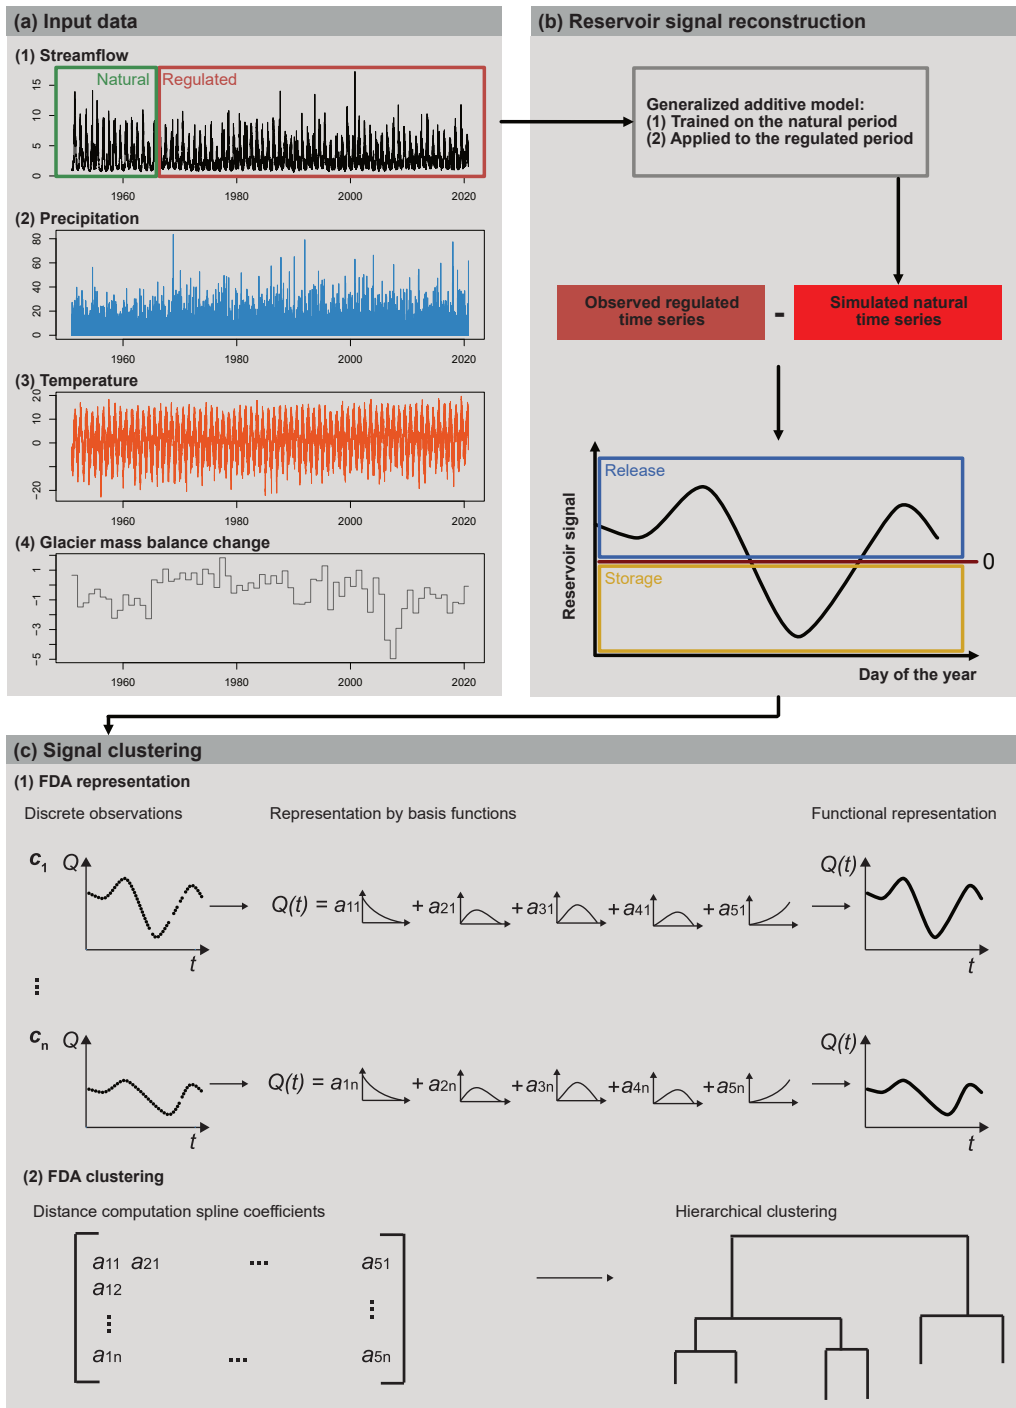 (a) Input data
(1) Streamflow
Natural
Regulated
15
10
5
0
1960
1980
2000
2020
(2) Precipitation
80
60
40
20
0
1960
1980
2000
2020
(3) Temperature
20
10
0
−20
1960
1980
2000
2020
(4) Glacier mass balance change
1
−1
−3
−5
1960
1980
2000
2020
(b) Reservoir signal reconstruction
Generalized additive model:
(1) Trained on the natural period
(2) Applied to the regulated period
Observed regulated
time series
-
Simulated natural
time series
Release
Storage
0
Reservoir signal
Day of the year
(c) Signal clustering
(1) FDA representation
Discrete observations
Representation by basis functions
Functional representation
c1
Q
t
Q(t) = a11 + a21 + a31 + a41 + a51
Q(t)
t
cn
Q
t
Q(t) = a1n + a2n + a3n + a4n + a5n
Q(t)
t
(2) FDA clustering
Distance computation spline coefficients
Hierarchical clustering
a11 a21 ... a51
a12
a1n ... a5n